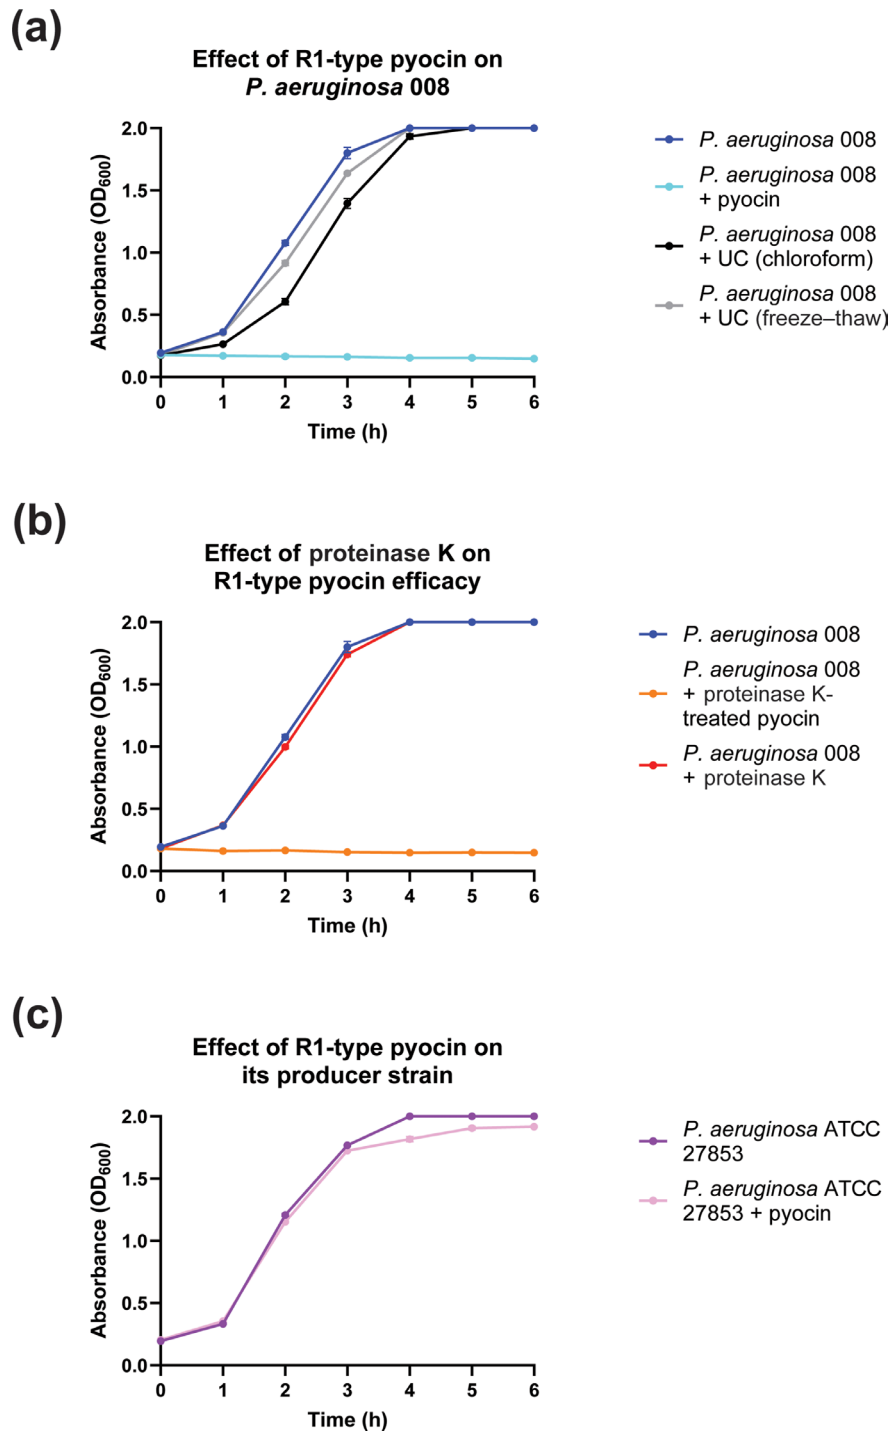 (a)
Effect of R1-type pyocin on
P. aeruginosa 008
Absorbance (OD600)
2.0
1.5
1.0
0.5
0.0
0 1 2 3 4 5 6
Time (h)
P. aeruginosa 008
P. aeruginosa 008
+ pyocin
P. aeruginosa 008
+ UC (chloroform)
P. aeruginosa 008
+ UC (freeze–thaw)
(b)
Effect of proteinase K on
R1-type pyocin efficacy
Absorbance (OD600)
2.0
1.5
1.0
0.5
0.0
0 1 2 3 4 5 6
Time (h)
P. aeruginosa 008
P. aeruginosa 008
+ proteinase K-
treated pyocin
P. aeruginosa 008
+ proteinase K
(c)
Effect of R1-type pyocin on
its producer strain
Absorbance (OD600)
2.0
1.5
1.0
0.5
0.0
0 1 2 3 4 5 6
Time (h)
P. aeruginosa ATCC
27853
P. aeruginosa ATCC
27853 + pyocin